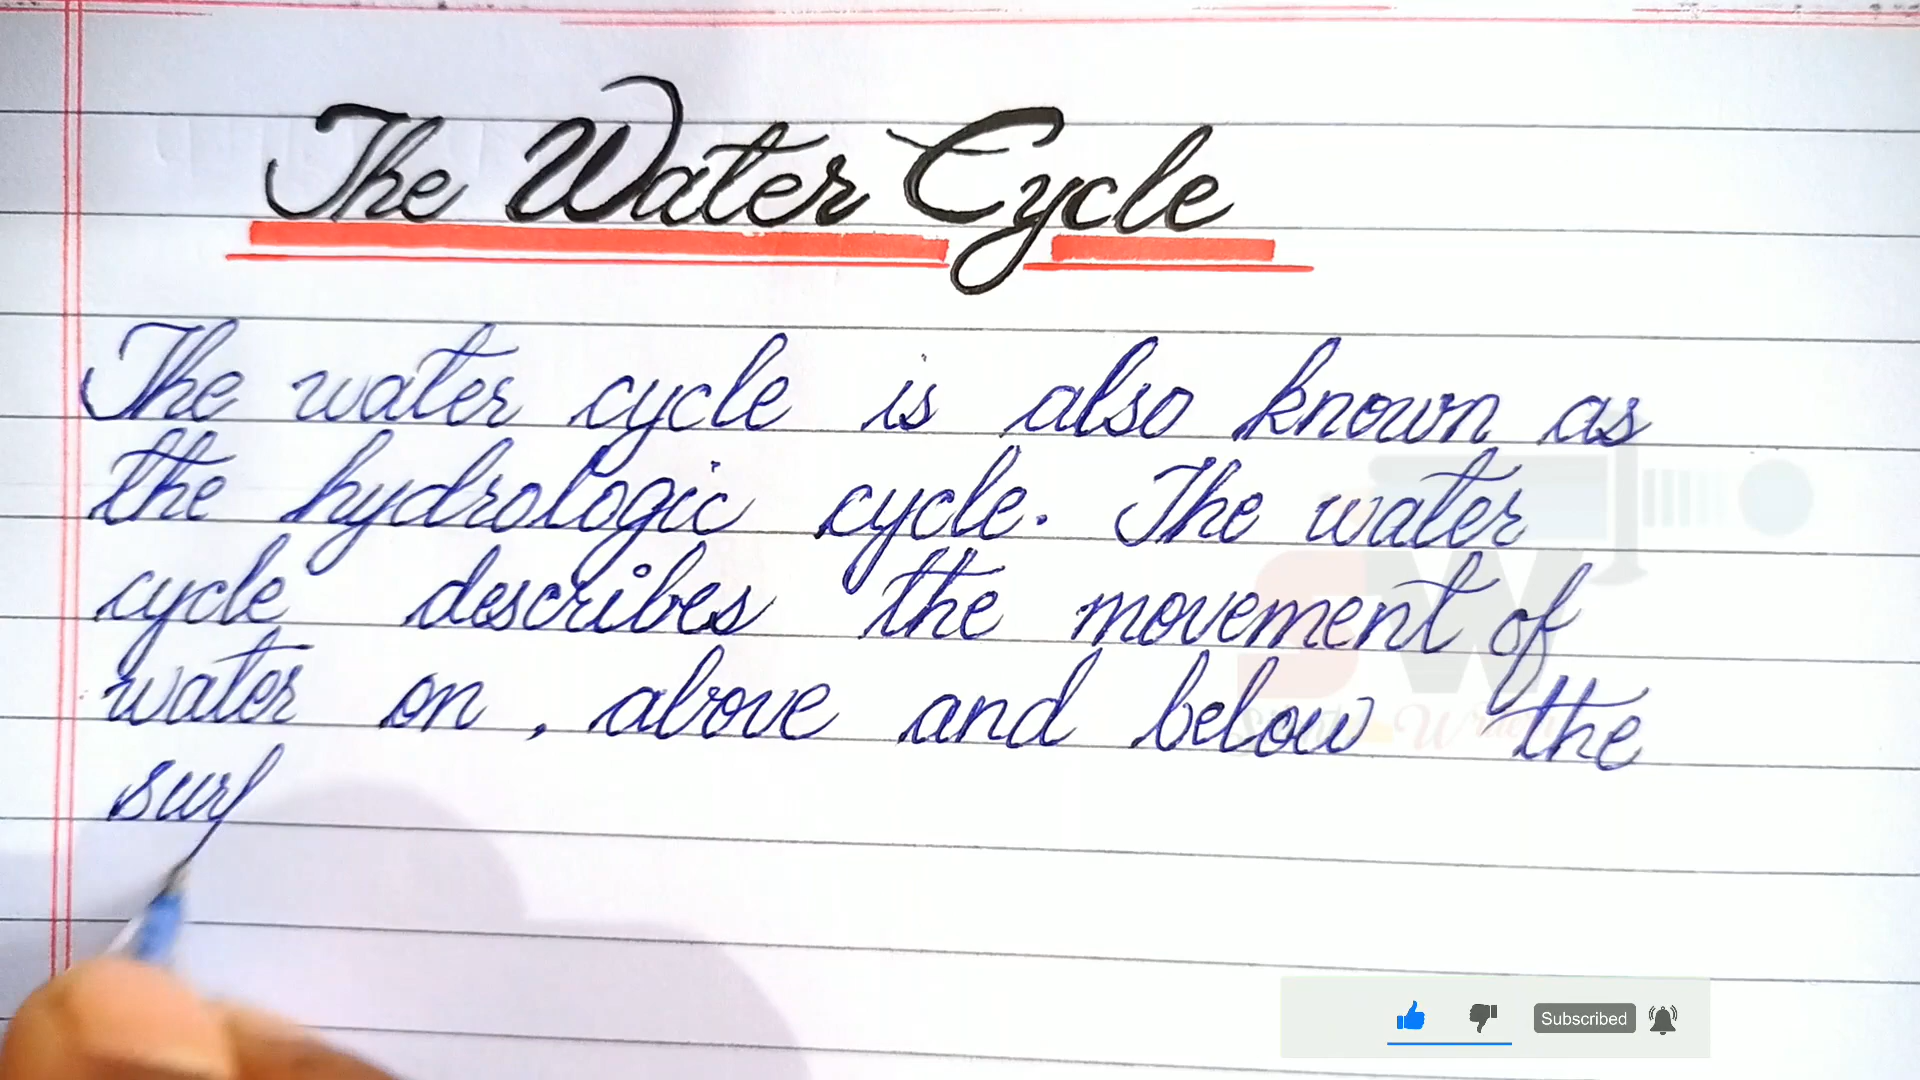 The Water Cycle
The water cycle is also known as
the hydrologic cycle. The water
cycle describes the movement of
water on , above and below the
surf
Subscribed